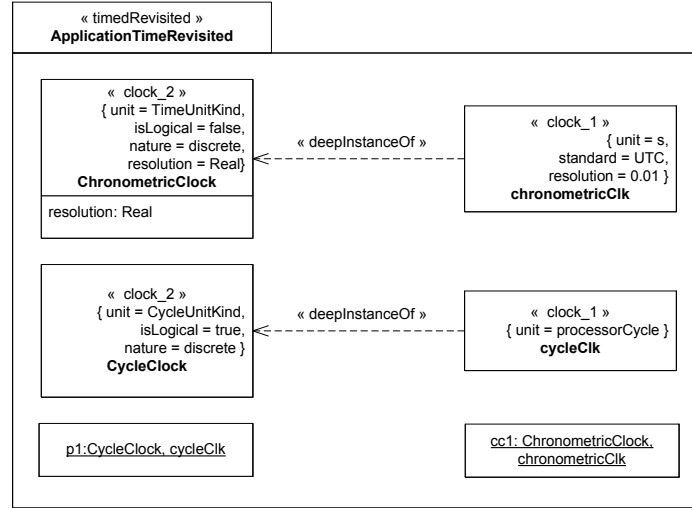 « timedRevisited »
ApplicationTimeRevisited
« clock_2 »
{ unit = TimeUnitKind,
isLogical = false,
nature = discrete,
resolution = Real}
ChronometricClock
resolution: Real
« deepInstanceOf »
« clock_1 »
{ unit = s,
standard = UTC,
resolution = 0.01 }
chronometricClk
« clock_2 »
{ unit = CycleUnitKind,
isLogical = true,
nature = discrete }
CycleClock
« deepInstanceOf »
« clock_1 »
{ unit = processorCycle }
cycleClk
p1:CycleClock, cycleClk
cc1: ChronometricClock,
chronometricClk